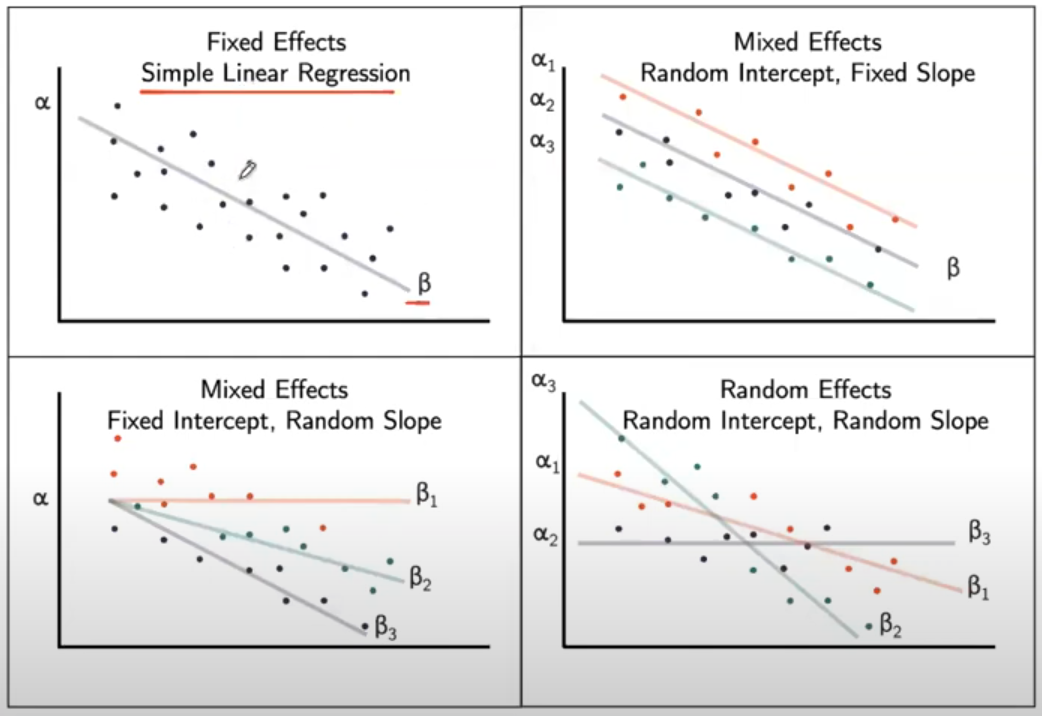 Fixed Effects
Simple Linear Regression
α
β
Mixed Effects
Random Intercept, Fixed Slope
α₁
α₂
α₃
β
Mixed Effects
Fixed Intercept, Random Slope
α
β₁
β₂
β₃
Random Effects
Random Intercept, Random Slope
α₃
α₁
α₂
β₃
β₁
β₂